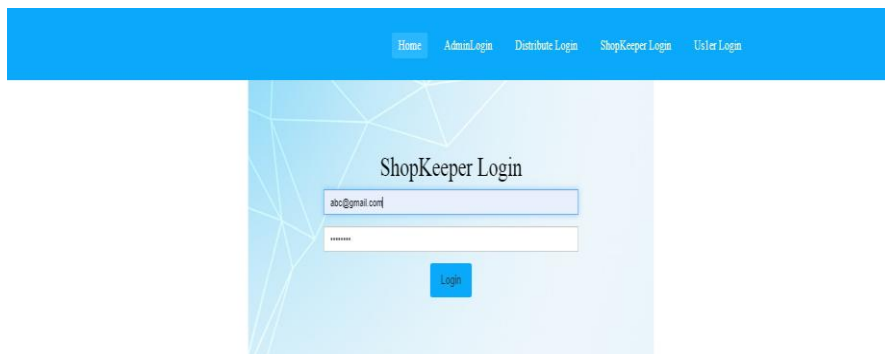 Home AdminLogin Distribute Login ShopKeeper Login Us1er Login
ShopKeeper Login
abc@gmail.com
********
Login